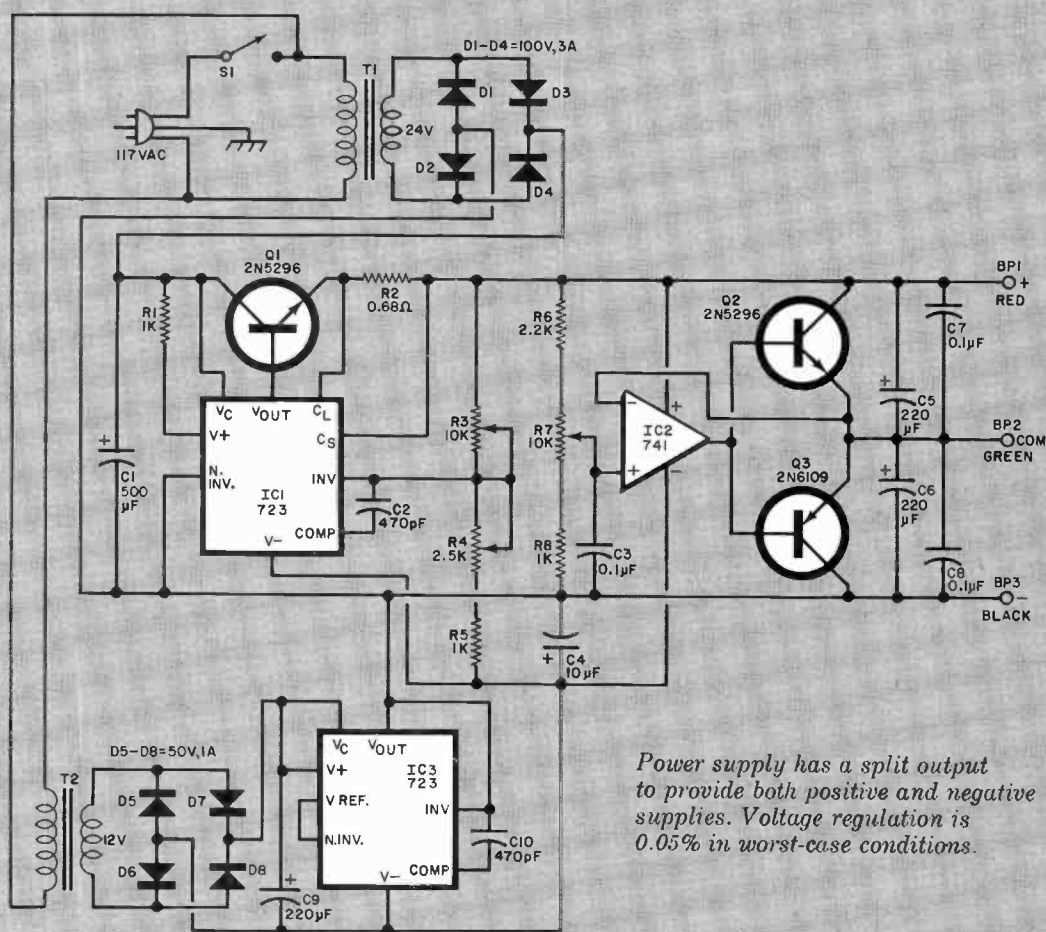 D1-D4=100V,3A
S1
T1
D1
D3
24V
D2
D4
117VAC
Q1
2N5296
R1
1K
R2
0.68Ω
R6
2.2K
Q2
2N5296
BP1
+
RED
C7
0.1µF
+
C5
220
µF
VC
VOUT
CL
V+
CS
N.
INV.
IC1
723
INV
COMP
V-
+
C1
500
µF
R3
10K
R7
10K
-
+
IC2
741
+
-
BP2
COM
GREEN
C2
470pF
R4
2.5K
R8
1K
C3
0.1µF
Q3
2N6109
+
C6
220
µF
C8
0.1µF
BP3
-
BLACK
R5
1K
+
C4
10µF
D5-D8=50V,1A
T2
12V
D5
D7
D6
D8
+
C9
220µF
VC
VOUT
V+
IC3
723
V REF.
INV
N.INV.
COMP
V-
C10
470pF
Power supply has a split output
to provide both positive and negative
supplies. Voltage regulation is
0.05% in worst-case conditions.